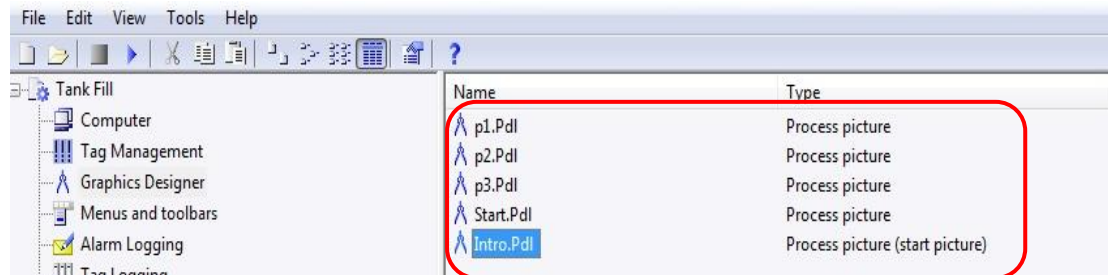 File Edit View Tools Help
?
Tank Fill
Computer
Tag Management
Graphics Designer
Menus and toolbars
Alarm Logging
Tag Logging
Name Type
p1.Pdl Process picture
p2.Pdl Process picture
p3.Pdl Process picture
Start.Pdl Process picture
Intro.Pdl Process picture (start picture)